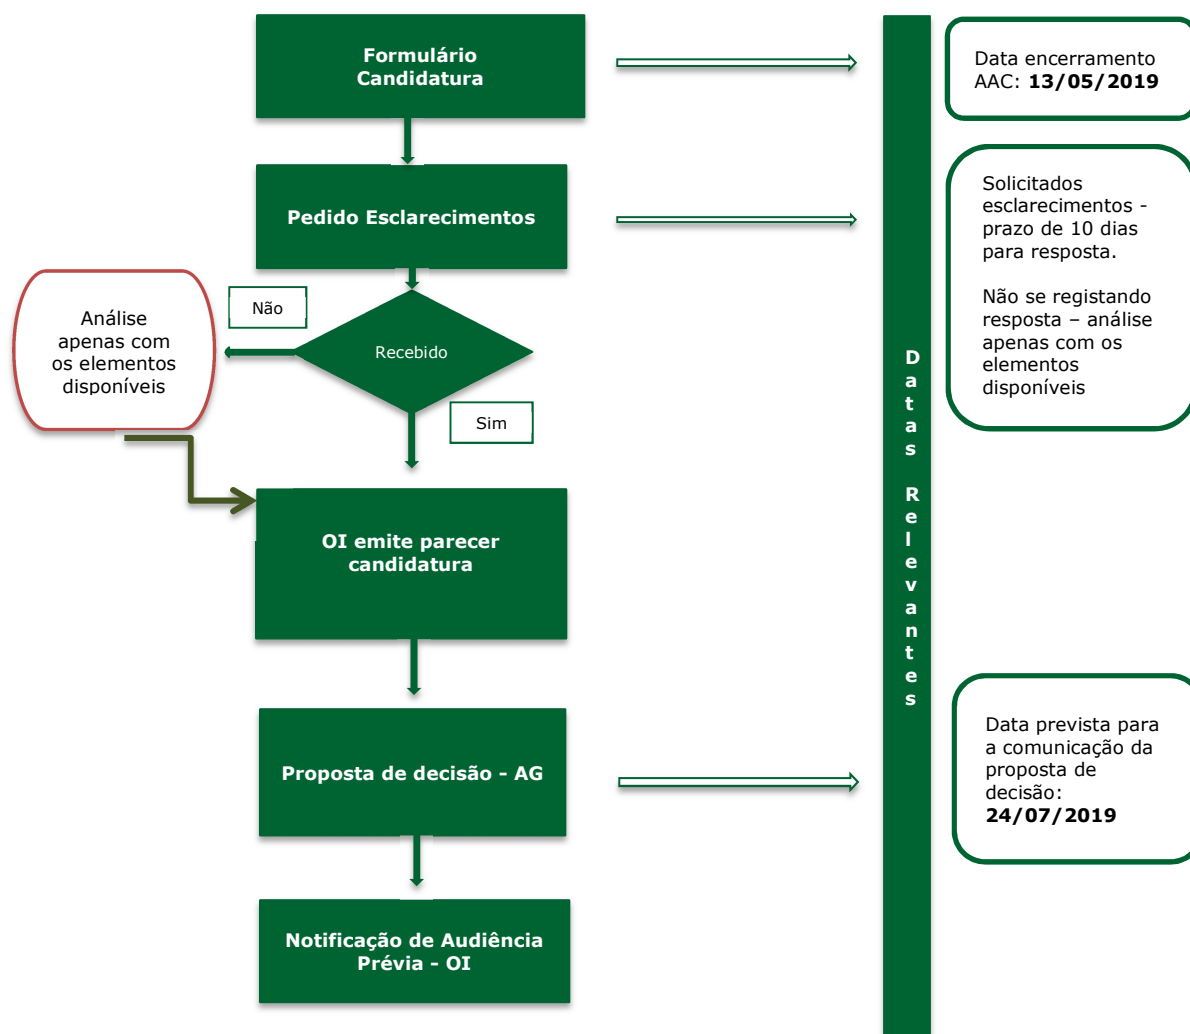 Formulário
Candidatura
Data encerramento
AAC: 13/05/2019
Pedido Esclarecimentos
Solicitados
esclarecimentos -
prazo de 10 dias
para resposta.
Não se registando
resposta – análise
apenas com os
elementos
disponíveis
Não
Análise
apenas com
os elementos
disponíveis
Recebido
Sim
Datas Relevantes
OI emite parecer
candidatura
Proposta de decisão - AG
Data prevista para
a comunicação da
proposta de
decisão:
24/07/2019
Notificação de Audiência
Prévia - OI